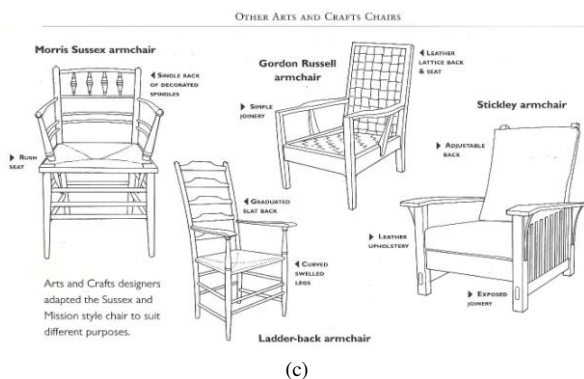 OTHER ARTS AND CRAFTS CHAIRS
Morris Sussex armchair
◀ SINGLE RACK
OF DECORATED
SPINDLES
▶ RUSH
SEAT
Gordon Russell
armchair
◀ LEATHER
LATTICE BACK
& SEAT
▶ SIMPLE
JOINERY
Stickley armchair
▶ ADJUSTABLE
BACK
◀ GRADUATED
SLAT BACK
▶ LEATHER
UPHOLSTERY
◀ CURVED
SWELLED
LEGS
▶ EXPOSED
JOINERY
Arts and Crafts designers
adapted the Sussex and
Mission style chair to suit
different purposes.
Ladder-back armchair
(c)